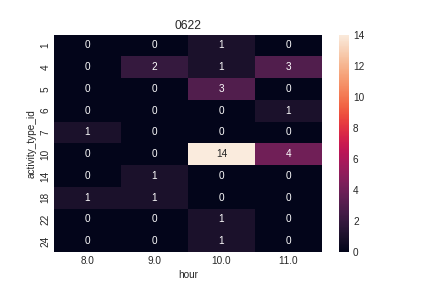 0622
1 0 0 1 0
4 0 2 1 3
5 0 0 3 0
6 0 0 0 1
7 1 0 0 0
10 0 0 14 4
14 0 1 0 0
18 1 1 0 0
22 0 0 1 0
24 0 0 1 0
8.0 9.0 10.0 11.0
hour
activity_type_id
14
12
10
8
6
4
2
0